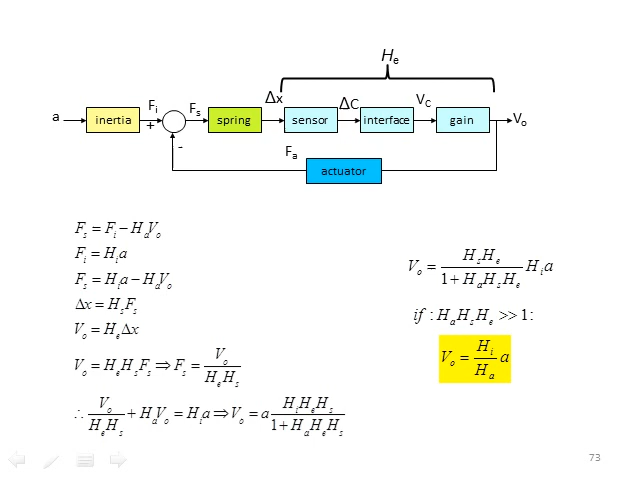 Hₑ
a
inertia
Fᵢ
+
-
Fₛ
spring
Δx
sensor
ΔC
interface
V_C
gain
Vₒ
Fₐ
actuator
Fₛ = Fᵢ − HₐVₒ
Fᵢ = Hᵢa
Fₛ = Hᵢa − HₐVₒ
Δx = HₛFₛ
Vₒ = HₑΔx
Vₒ = HₑHₛFₛ ⇒ Fₛ = Vₒ / HₑHₛ
∴ Vₒ / HₑHₛ + HₐVₒ = Hᵢa ⇒ Vₒ = a HᵢHₑHₛ / 1 + HₐHₑHₛ
Vₒ = HₛHₑ / 1 + HₐHₛHₑ Hᵢa
if : HₐHₛHₑ >> 1:
Vₒ = Hᵢ / Hₐ a
73